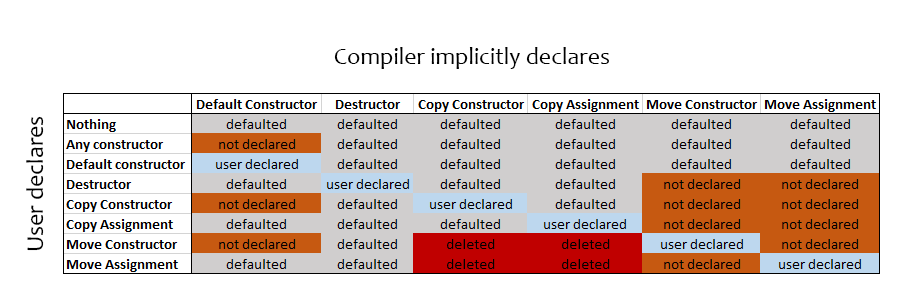 Compiler implicitly declares
User declares
Default Constructor Destructor Copy Constructor Copy Assignment Move Constructor Move Assignment
Nothing defaulted defaulted defaulted defaulted defaulted defaulted
Any constructor not declared defaulted defaulted defaulted defaulted defaulted
Default constructor user declared defaulted defaulted defaulted defaulted defaulted
Destructor defaulted user declared defaulted defaulted not declared not declared
Copy Constructor not declared defaulted user declared defaulted not declared not declared
Copy Assignment defaulted defaulted defaulted user declared not declared not declared
Move Constructor not declared defaulted deleted deleted user declared not declared
Move Assignment defaulted defaulted deleted deleted not declared user declared